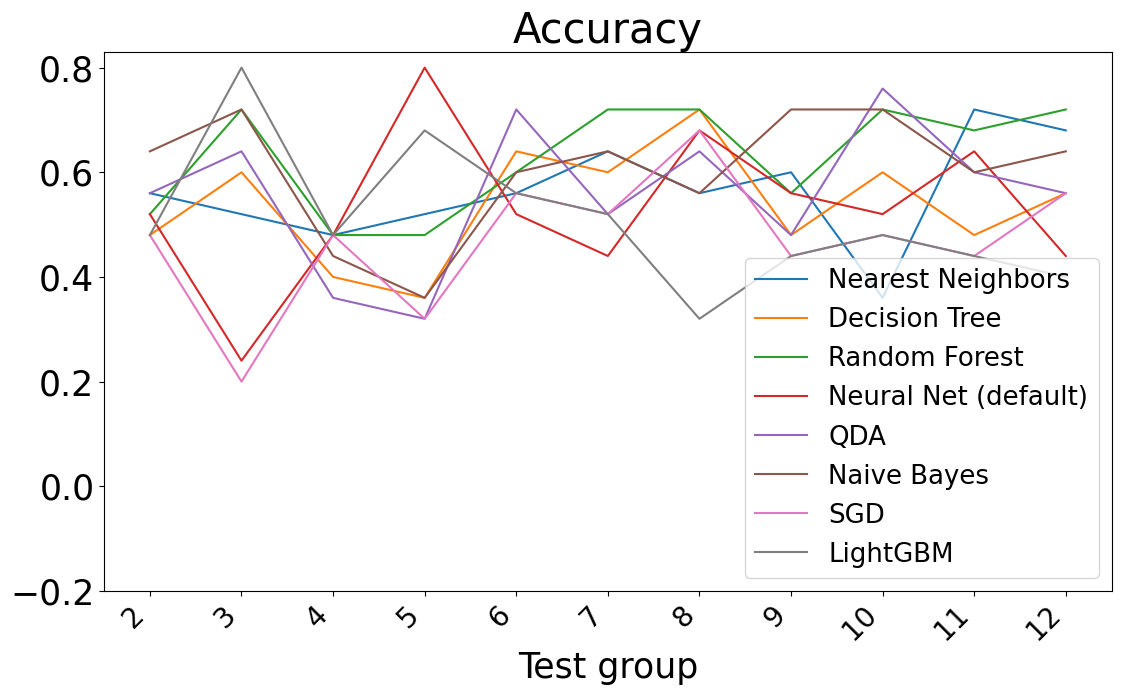 Accuracy
0.8
0.6
0.4
0.2
0.0
−0.2
Nearest Neighbors
Decision Tree
Random Forest
Neural Net (default)
QDA
Naive Bayes
SGD
LightGBM
2 3 4 5 6 7 8 9 10 11 12
Test group